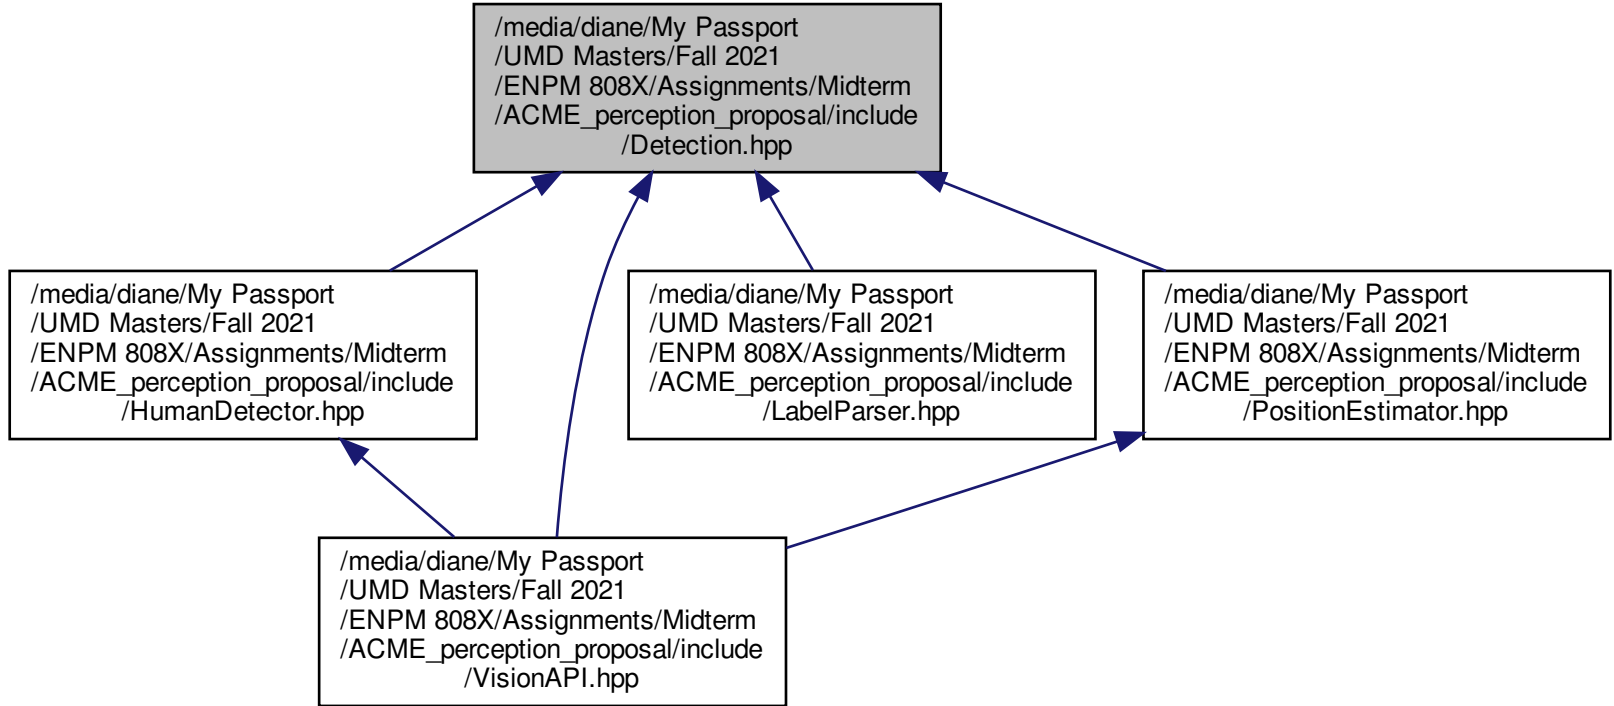 /media/diane/My Passport
/UMD Masters/Fall 2021
/ENPM 808X/Assignments/Midterm
/ACME_perception_proposal/include
/Detection.hpp
/media/diane/My Passport
/UMD Masters/Fall 2021
/ENPM 808X/Assignments/Midterm
/ACME_perception_proposal/include
/HumanDetector.hpp
/media/diane/My Passport
/UMD Masters/Fall 2021
/ENPM 808X/Assignments/Midterm
/ACME_perception_proposal/include
/LabelParser.hpp
/media/diane/My Passport
/UMD Masters/Fall 2021
/ENPM 808X/Assignments/Midterm
/ACME_perception_proposal/include
/PositionEstimator.hpp
/media/diane/My Passport
/UMD Masters/Fall 2021
/ENPM 808X/Assignments/Midterm
/ACME_perception_proposal/include
/VisionAPI.hpp